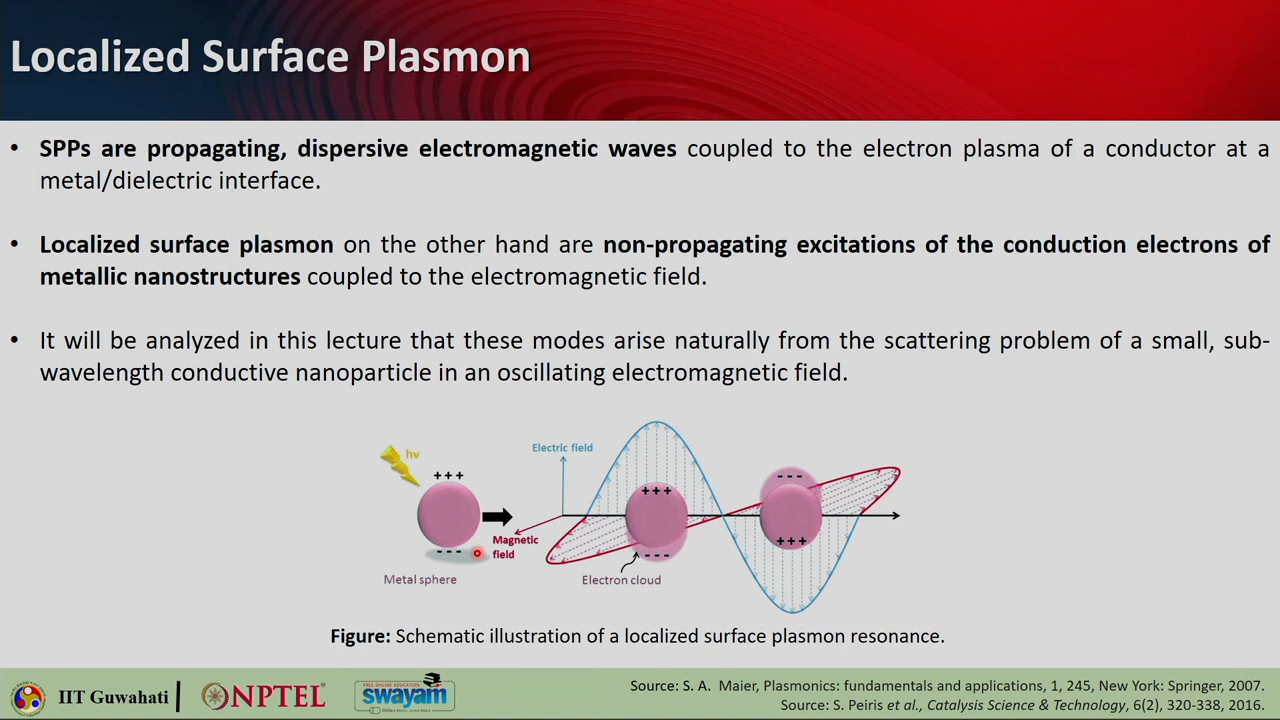 Localized Surface Plasmon
• SPPs are propagating, dispersive electromagnetic waves coupled to the electron plasma of a conductor at a
metal/dielectric interface.
• Localized surface plasmon on the other hand are non-propagating excitations of the conduction electrons of
metallic nanostructures coupled to the electromagnetic field.
• It will be analyzed in this lecture that these modes arise naturally from the scattering problem of a small, sub-
wavelength conductive nanoparticle in an oscillating electromagnetic field.
hν
+ + +
- - -
Metal sphere
Electric field
Magnetic
field
+ + +
- - -
Electron cloud
- - -
+ + +
Figure: Schematic illustration of a localized surface plasmon resonance.
IIT Guwahati
NPTEL
FREE ONLINE EDUCATION
swayam
Source: S. A. Maier, Plasmonics: fundamentals and applications, 1, 245, New York: Springer, 2007.
Source: S. Peiris et al., Catalysis Science & Technology, 6(2), 320-338, 2016.